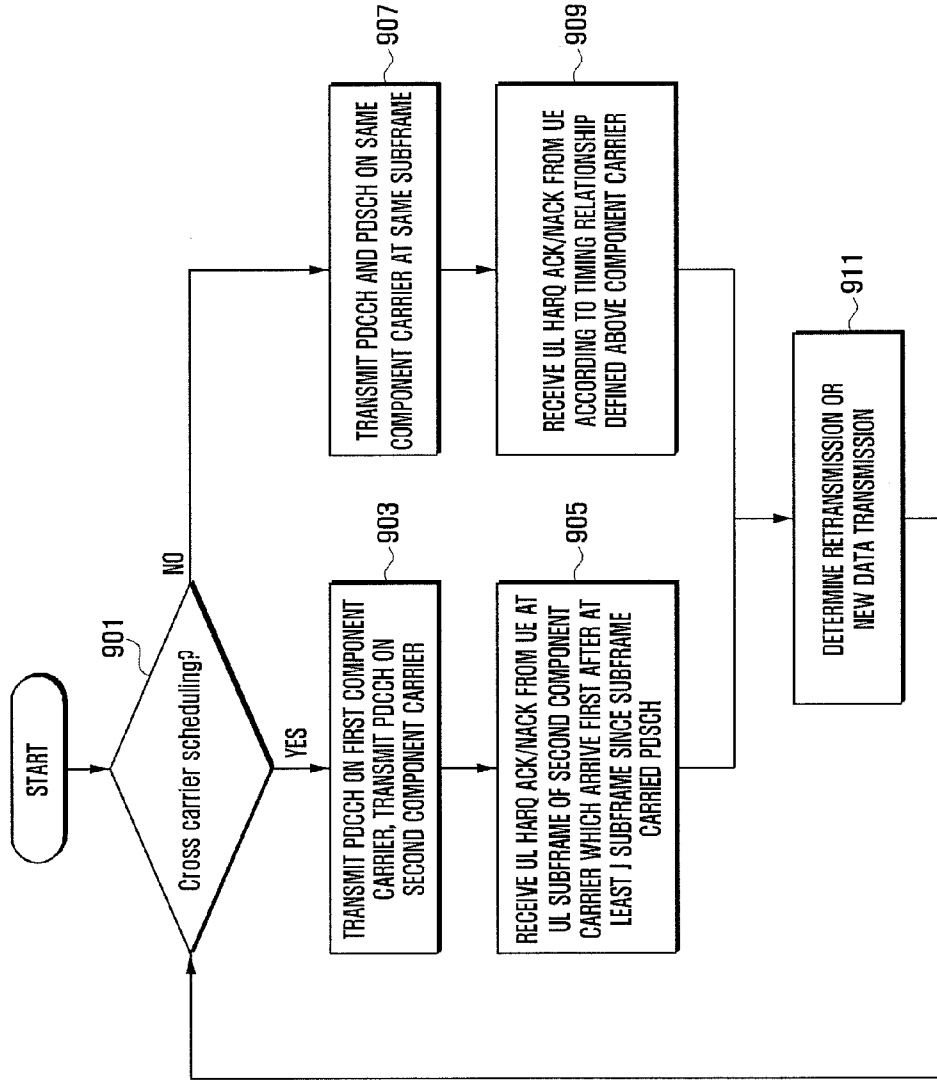 START
901
Cross carrier scheduling?
NO
YES
TRANSMIT PDCCH ON FIRST COMPONENT
CARRIER, TRANSMIT PDCCH ON
SECOND COMPONENT CARRIER
903
RECEIVE UL HARQ ACK/NACK FROM UE AT
UL SUBFRAME OF SECOND COMPONENT
CARRIER WHICH ARRIVE FIRST AFTER AT
LEAST J SUBFRAME SINCE SUBFRAME
CARRIED PDSCH
905
TRANSMIT PDCCH AND PDSCH ON SAME
COMPONENT CARRIER AT SAME SUBFRAME
907
RECEIVE UL HARQ ACK/NACK FROM UE
ACCORDING TO TIMING RELATIONSHIP
DEFINED ABOVE COMPONENT CARRIER
909
DETERMINE RETRANSMISSION OR
NEW DATA TRANSMISSION
911